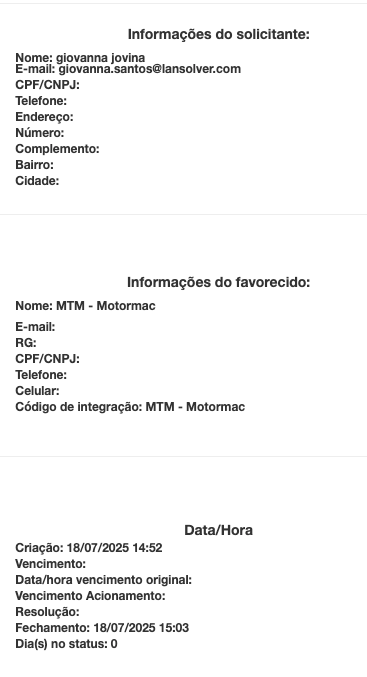 Informações do solicitante:
Nome: giovanna jovina
E-mail: giovanna.santos@lansolver.com
CPF/CNPJ:
Telefone:
Endereço:
Número:
Complemento:
Bairro:
Cidade:
Informações do favorecido:
Nome: MTM - Motormac
E-mail:
RG:
CPF/CNPJ:
Telefone:
Celular:
Código de integração: MTM - Motormac
Data/Hora
Criação: 18/07/2025 14:52
Vencimento:
Data/hora vencimento original:
Vencimento Acionamento:
Resolução:
Fechamento: 18/07/2025 15:03
Dia(s) no status: 0